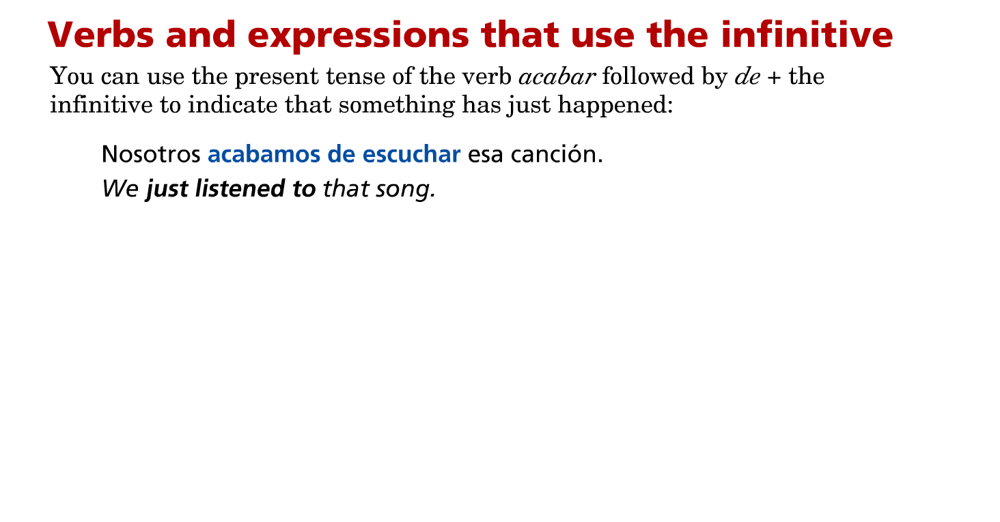 Verbs and expressions that use the infinitive
You can use the present tense of the verb acabar followed by de + the
infinitive to indicate that something has just happened:
Nosotros acabamos de escuchar esa canción.
We just listened to that song.